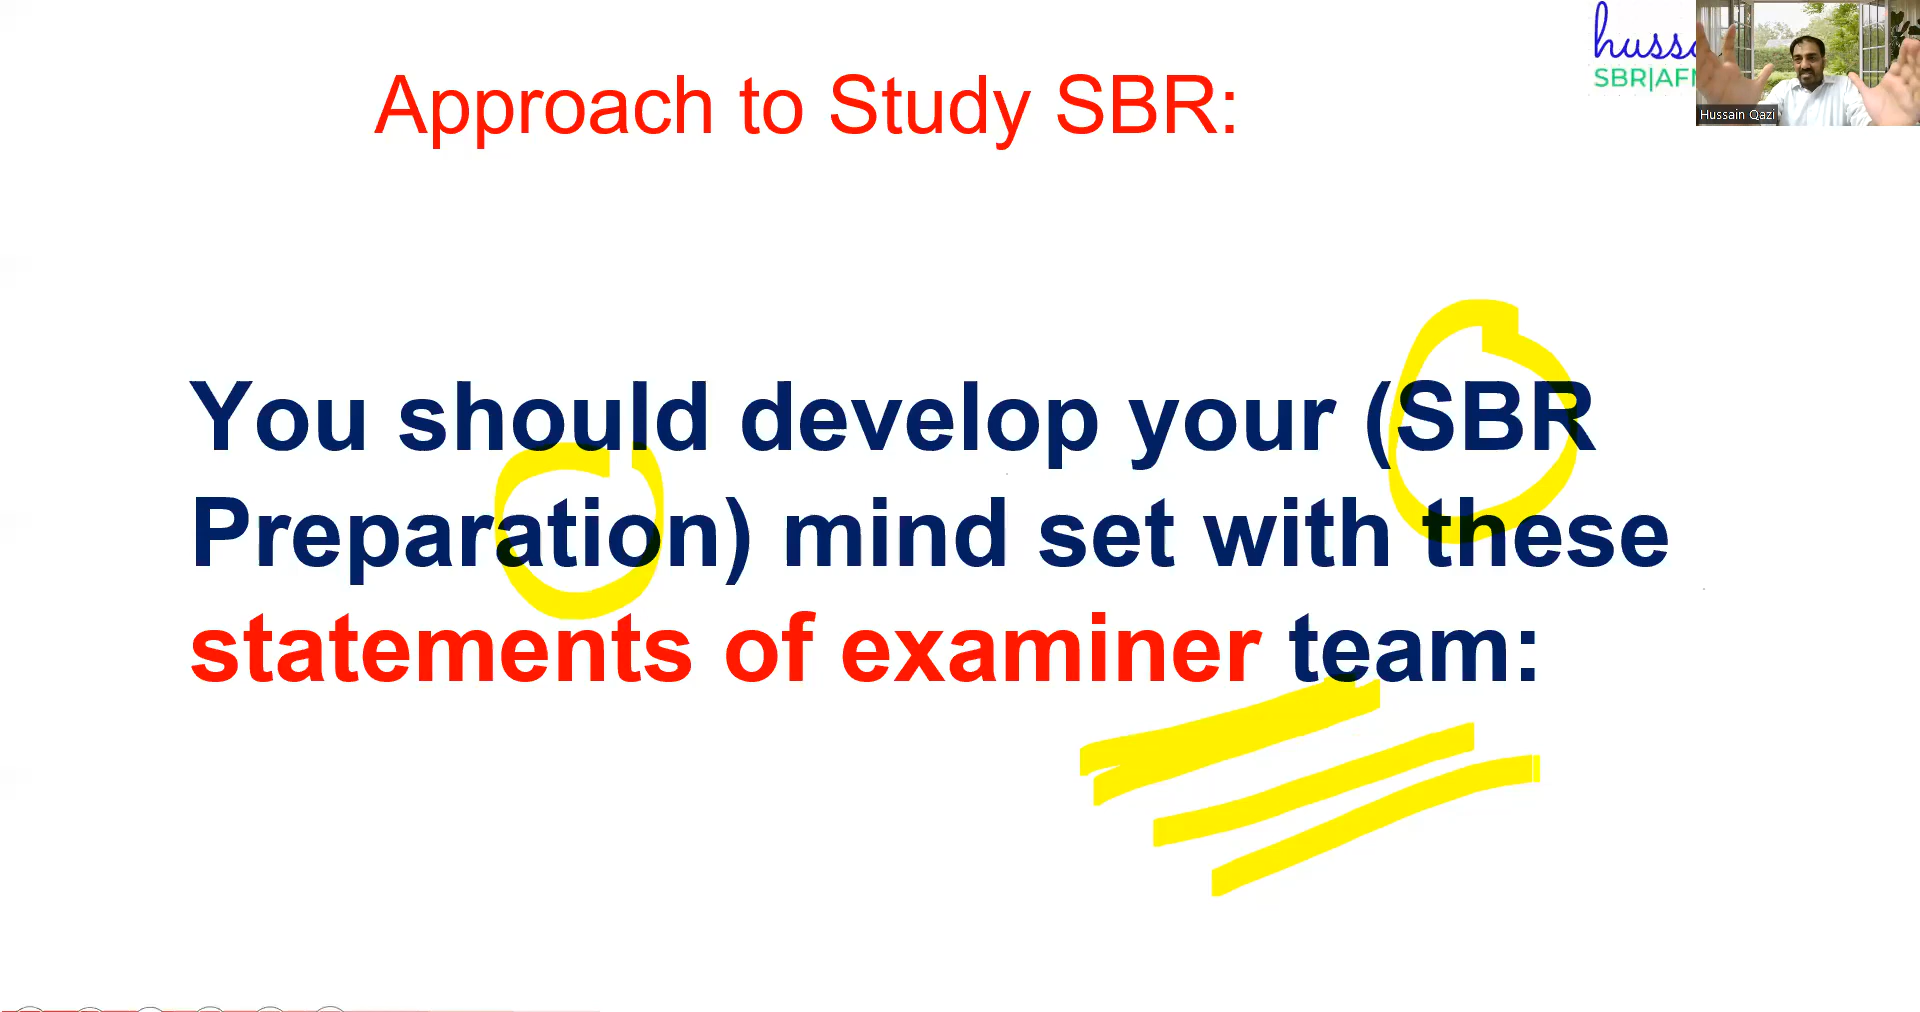 Approach to Study SBR:
SBR|AF
Hussain Qazi
You should develop your (SBR
Preparation) mind set with these
statements of examiner team: